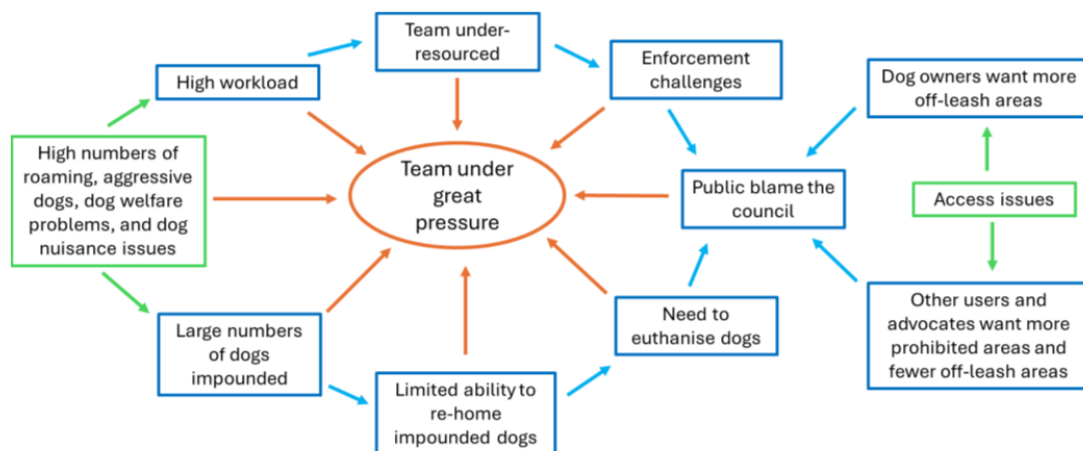 Team under-
resourced
High workload
Enforcement
challenges
Dog owners want more
off-leash areas
High numbers of
roaming, aggressive
dogs, dog welfare
problems, and dog
nuisance issues
Team under
great
pressure
Public blame the
council
Access issues
Large numbers
of dogs
impounded
Limited ability to
re-home
impounded dogs
Need to
euthanise dogs
Other users and
advocates want more
prohibited areas and
fewer off-leash areas